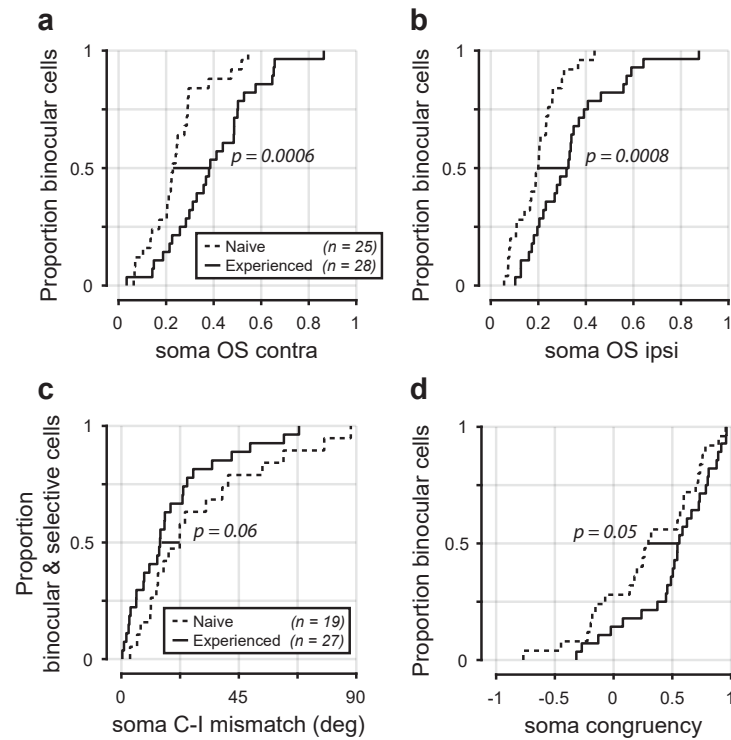 a
Proportion binocular cells
1
0.5
0
p = 0.0006
Naive (n = 25)
Experienced (n = 28)
0 0.2 0.4 0.6 0.8 1
soma OS contra
b
Proportion binocular cells
1
0.5
0
p = 0.0008
0 0.2 0.4 0.6 0.8 1
soma OS ipsi
c
Proportion
binocular & selective cells
1
0.5
0
p = 0.06
Naive (n = 19)
Experienced (n = 27)
0 45 90
soma C-I mismatch (deg)
d
Proportion binocular cells
1
0.5
0
p = 0.05
-1 -0.5 0 0.5 1
soma congruency